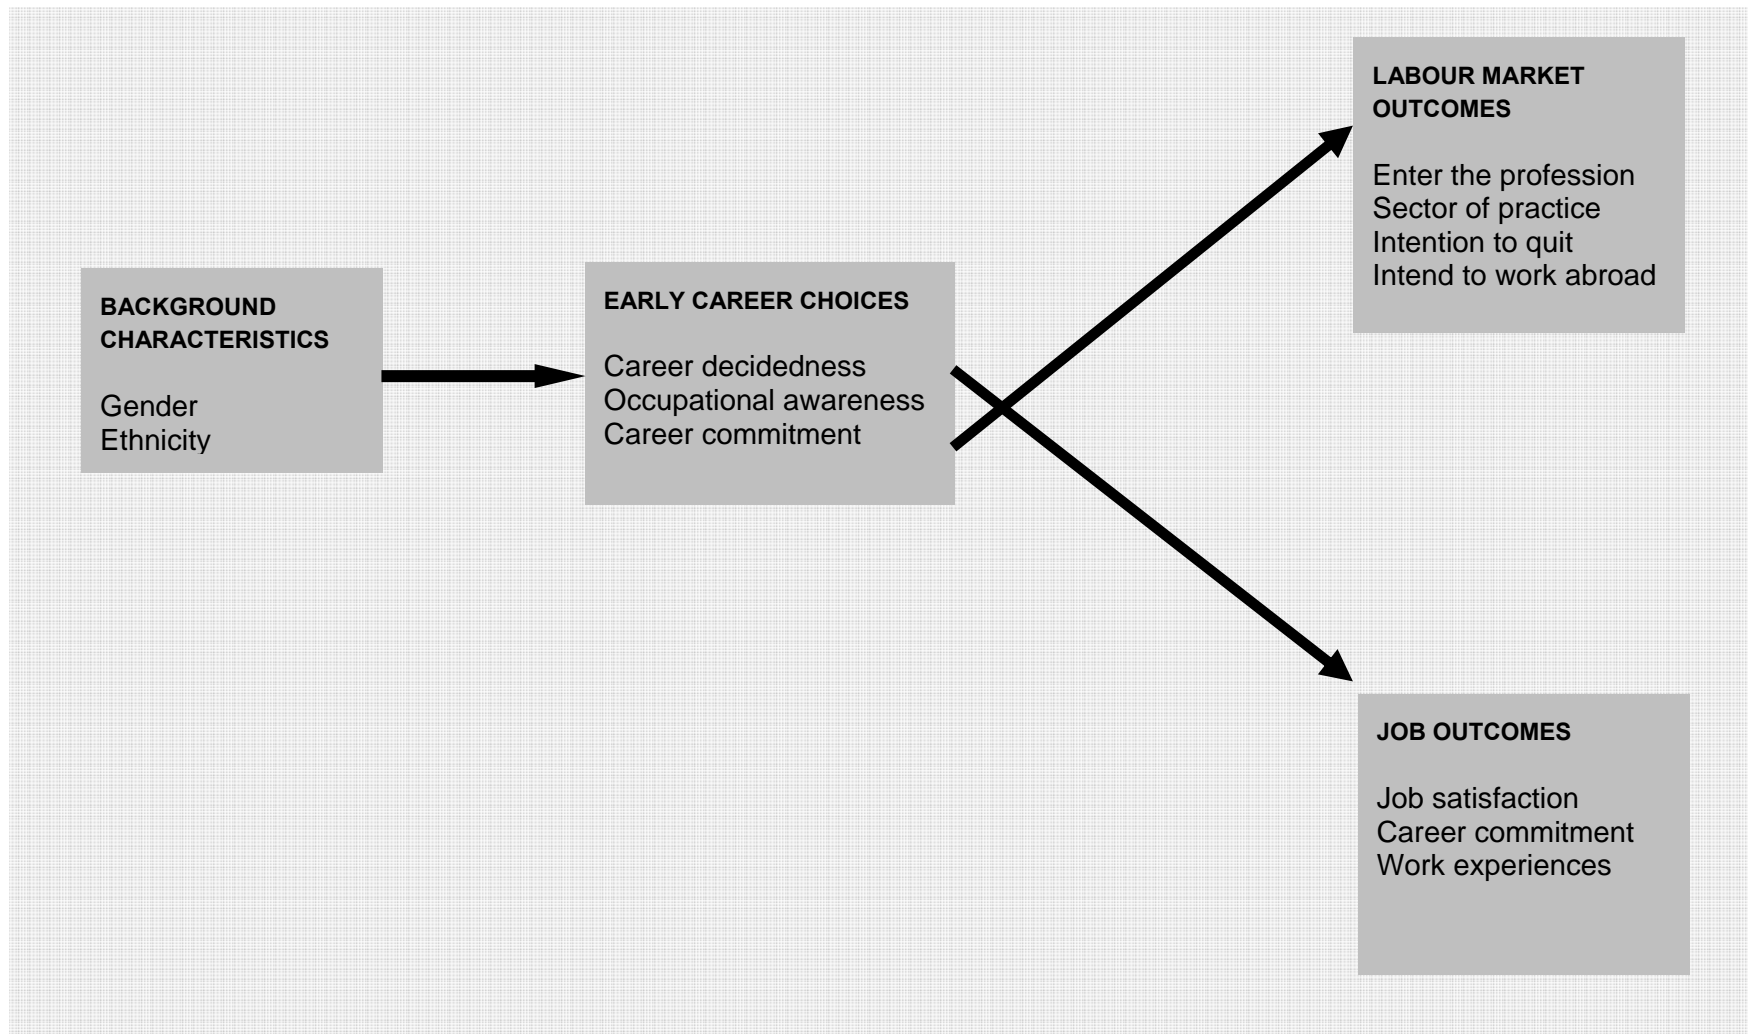 BACKGROUND
CHARACTERISTICS
Gender
Ethnicity
EARLY CAREER CHOICES
Career decidedness
Occupational awareness
Career commitment
LABOUR MARKET
OUTCOMES
Enter the profession
Sector of practice
Intention to quit
Intend to work abroad
JOB OUTCOMES
Job satisfaction
Career commitment
Work experiences